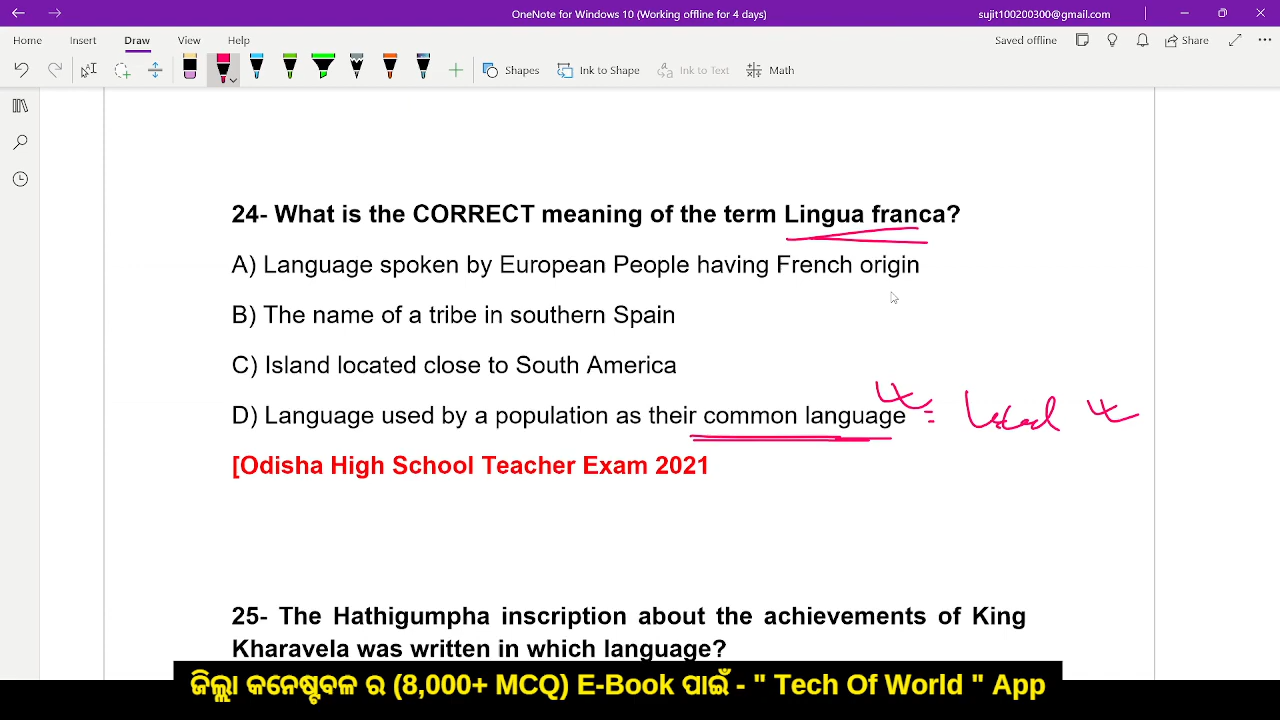 OneNote for Windows 10 (Working offline for 4 days)
sujit100200300@gmail.com
Home Insert Draw View Help
Saved offline
Share
Shapes
Ink to Shape
Ink to Text
Math
24- What is the CORRECT meaning of the term Lingua franca?
A) Language spoken by European People having French origin
B) The name of a tribe in southern Spain
C) Island located close to South America
D) Language used by a population as their common language
[Odisha High School Teacher Exam 2021
25- The Hathigumpha inscription about the achievements of King
Kharavela was written in which language?
ଜିଲ୍ଲା କନେଷ୍ଟବଳ ର (8,000+ MCQ) E-Book ପାଇଁ - " Tech Of World " App